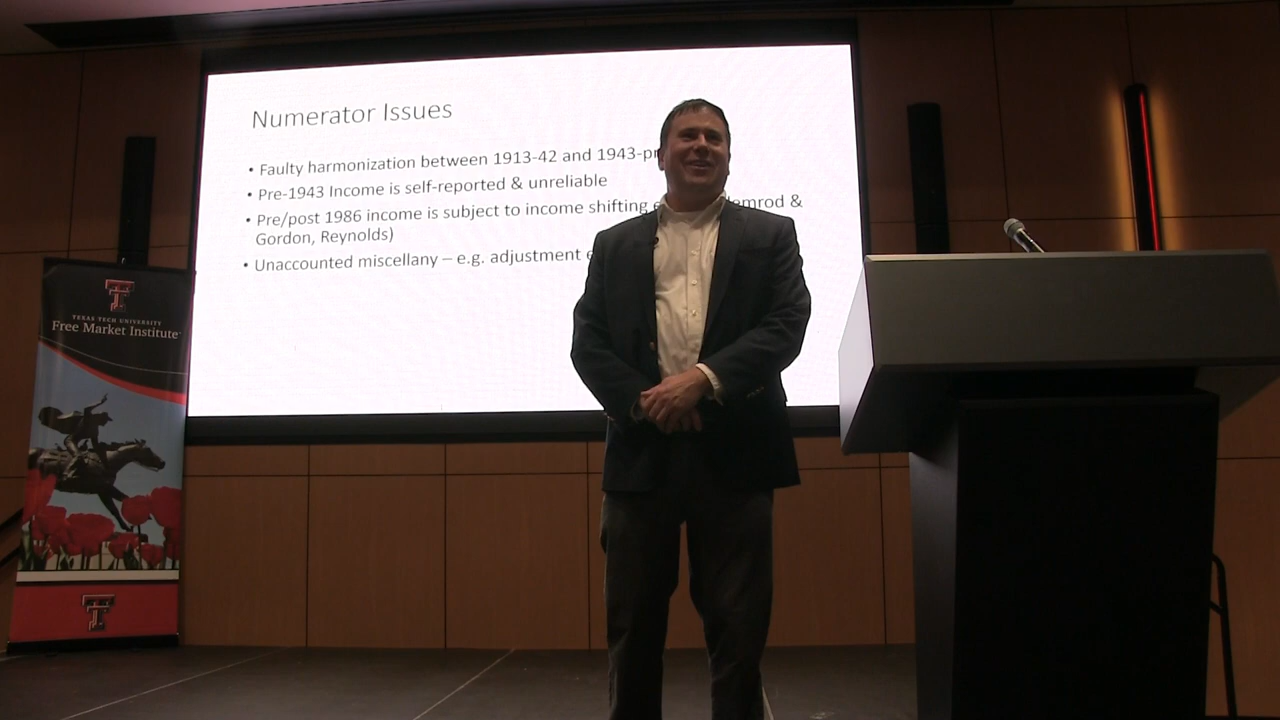 Numerator Issues
• Faulty harmonization between 1913-42 and 1943-pr
• Pre-1943 Income is self-reported & unreliable
• Pre/post 1986 income is subject to income shifting &
Gordon, Reynolds)
• Unaccounted miscellany – e.g. adjustment
TEXAS TECH UNIVERSITY
Free Market Institute